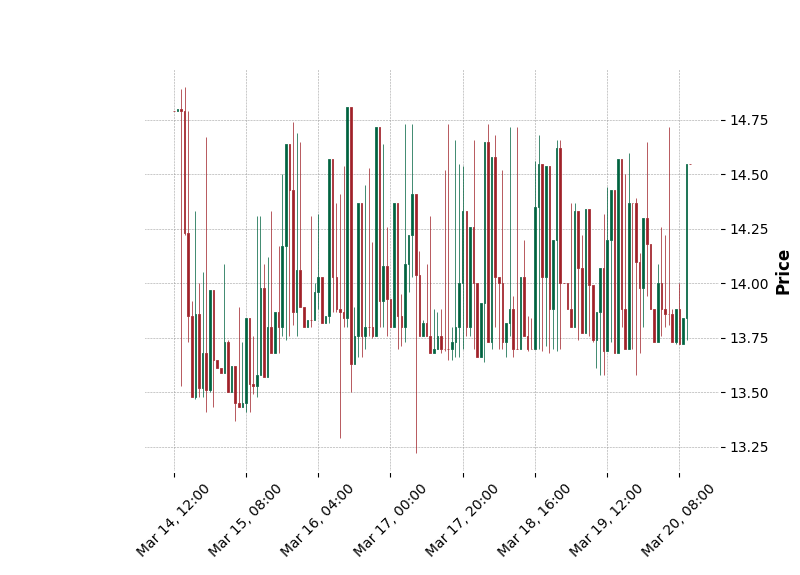 14.75
14.50
14.25
14.00
13.75
13.50
13.25
Price
Mar 14, 12:00
Mar 15, 08:00
Mar 16, 04:00
Mar 17, 00:00
Mar 17, 20:00
Mar 18, 16:00
Mar 19, 12:00
Mar 20, 08:00